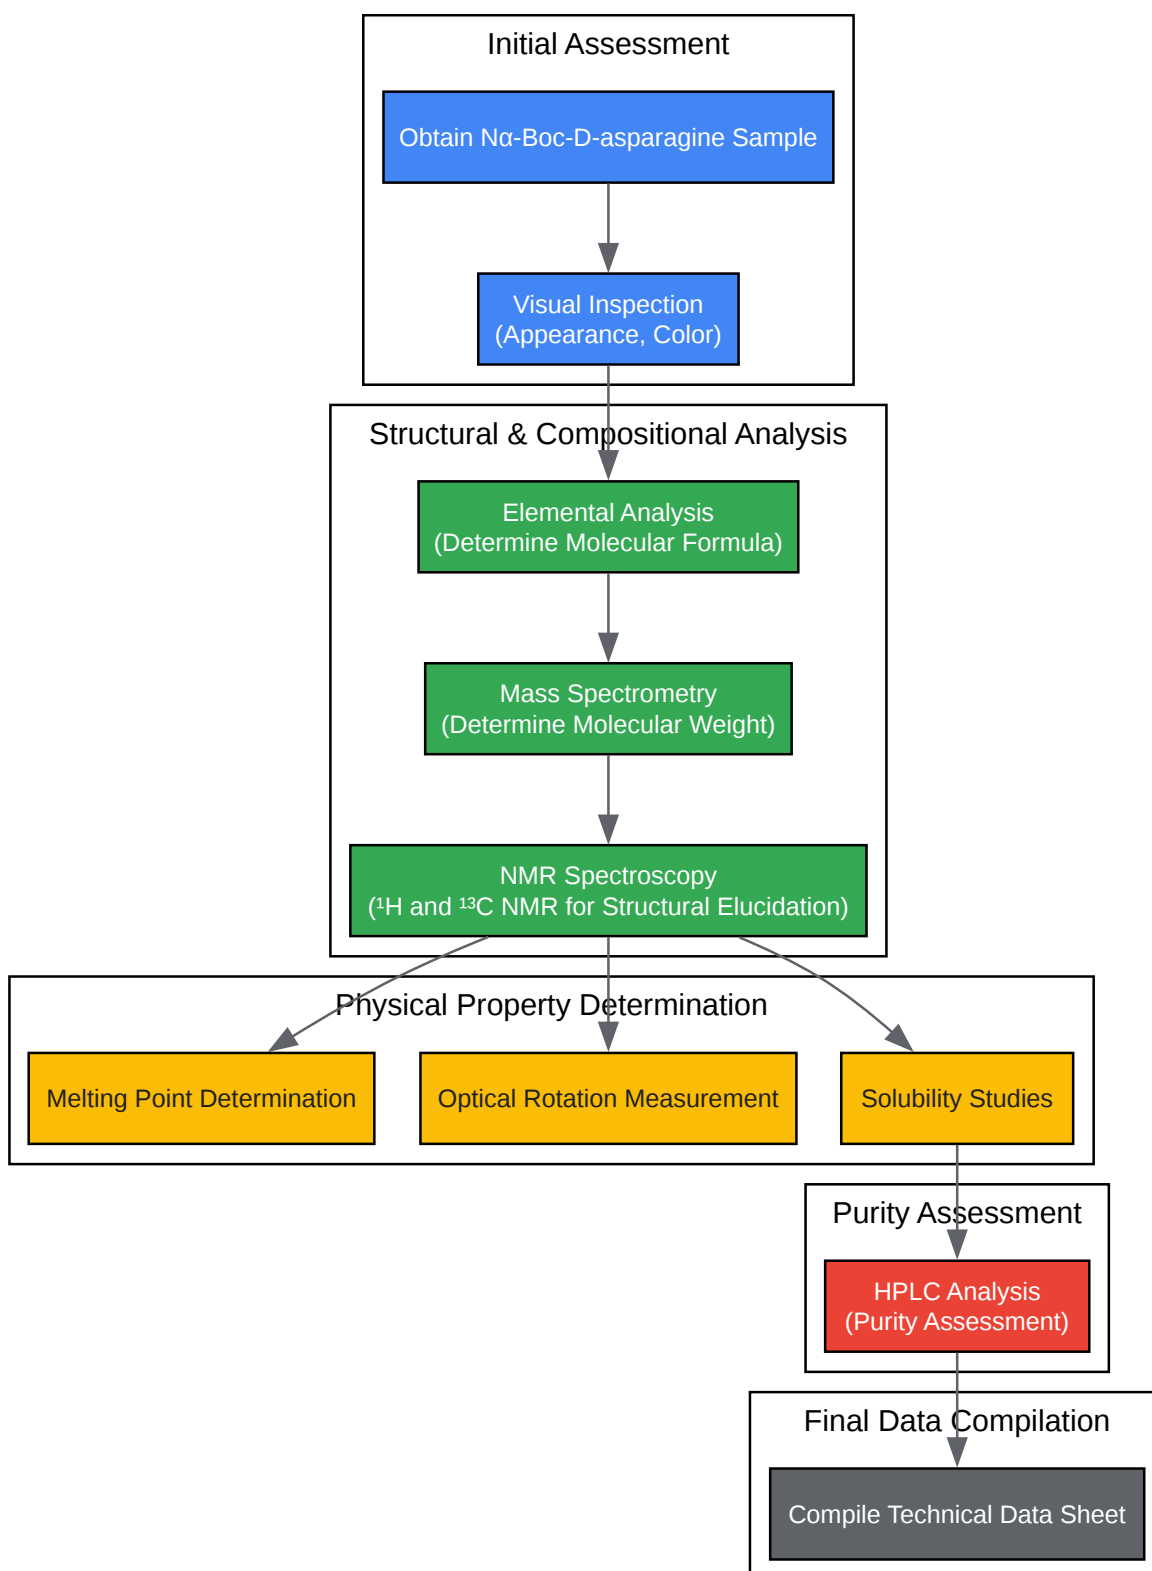 Initial Assessment
Obtain Nα-Boc-D-asparagine Sample
Visual Inspection
(Appearance, Color)
Structural & Compositional Analysis
Elemental Analysis
(Determine Molecular Formula)
Mass Spectrometry
(Determine Molecular Weight)
NMR Spectroscopy
(¹H and ¹³C NMR for Structural Elucidation)
Physical Property Determination
Melting Point Determination
Optical Rotation Measurement
Solubility Studies
Purity Assessment
HPLC Analysis
(Purity Assessment)
Final Data Compilation
Compile Technical Data Sheet